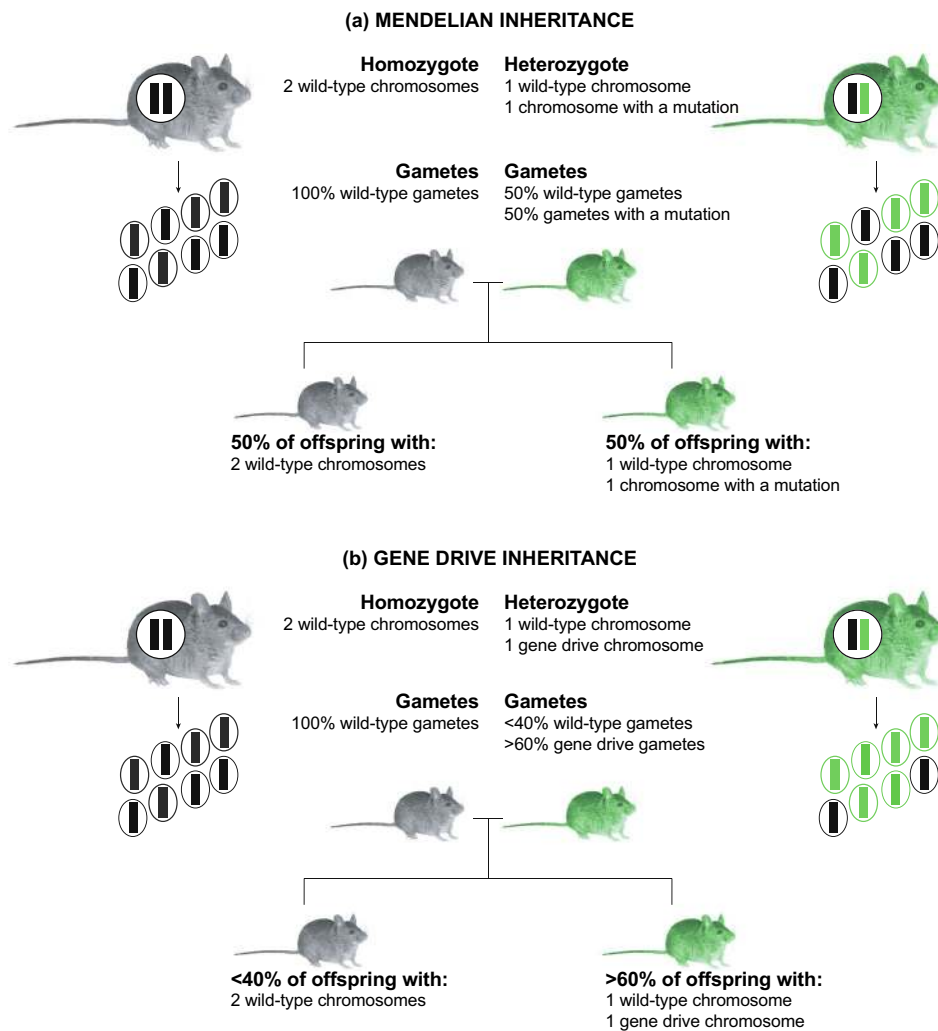 (a) MENDELIAN INHERITANCE
Homozygote
2 wild-type chromosomes
Heterozygote
1 wild-type chromosome
1 chromosome with a mutation
Gametes
100% wild-type gametes
Gametes
50% wild-type gametes
50% gametes with a mutation
50% of offspring with:
2 wild-type chromosomes
50% of offspring with:
1 wild-type chromosome
1 chromosome with a mutation
(b) GENE DRIVE INHERITANCE
Homozygote
2 wild-type chromosomes
Heterozygote
1 wild-type chromosome
1 gene drive chromosome
Gametes
100% wild-type gametes
Gametes
<40% wild-type gametes
>60% gene drive gametes
<40% of offspring with:
2 wild-type chromosomes
>60% of offspring with:
1 wild-type chromosome
1 gene drive chromosome